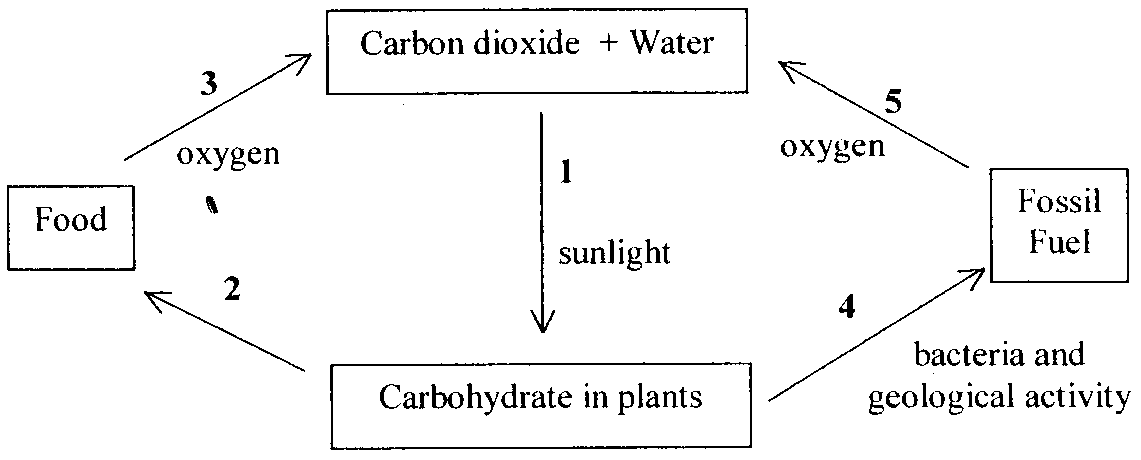 Carbon dioxide + Water
3
5
oxygen
oxygen
1
Food
Fossil
Fuel
sunlight
2
4
bacteria and
geological activity
Carbohydrate in plants